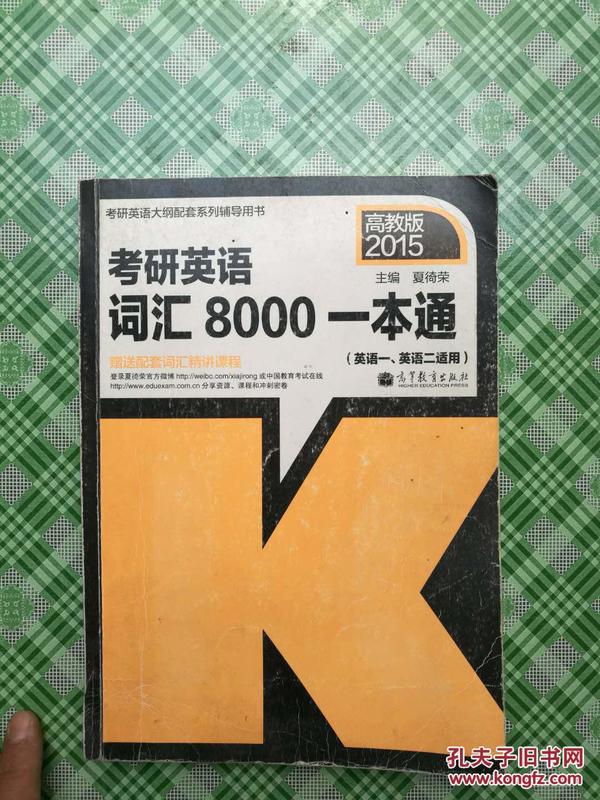 考研英语大纲配套系列辅导用书
高教版
2015
考研英语
主编 夏徛荣
词汇 8000 一本通
(英语一、英语二适用)
赠送配套词汇精讲课程
登录夏徛荣官方微博 http://weibo.com/xiajirong 或中国教育考试在线
http://www.eduexam.com.cn 分享资源、课程和冲刺密卷
高等教育出版社
HIGHER EDUCATION PRESS
孔夫子旧书网
www.kongfz.com